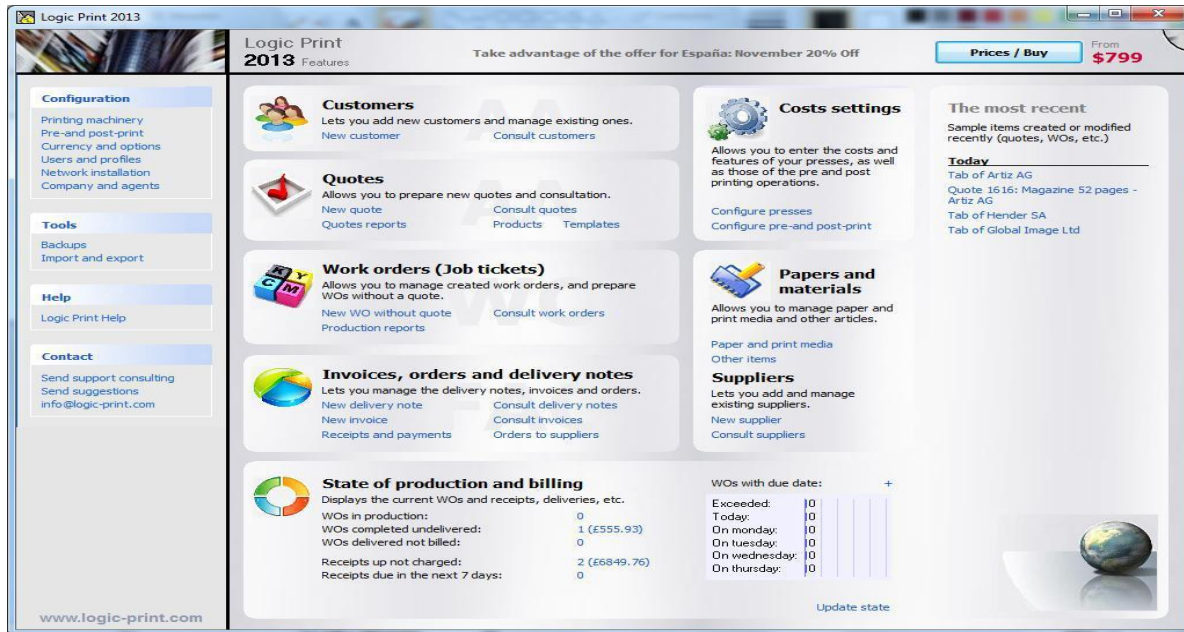 Logic Print 2013
Logic Print
2013 Features
Take advantage of the offer for España: November 20% Off
Prices / Buy
From
$799
Configuration
Printing machinery
Pre-and post-print
Currency and options
Users and profiles
Network installation
Company and agents
Tools
Backups
Import and export
Help
Logic Print Help
Contact
Send support consulting
Send suggestions
info@logic-print.com
www.logic-print.com
Customers
Lets you add new customers and manage existing ones.
New customer Consult customers
Quotes
Allows you to prepare new quotes and consultation.
New quote Consult quotes
Quotes reports Products Templates
Work orders (Job tickets)
Allows you to manage created work orders, and prepare
WOs without a quote.
New WO without quote Consult work orders
Production reports
Invoices, orders and delivery notes
Lets you manage the delivery notes, invoices and orders.
New delivery note Consult delivery notes
New invoice Consult invoices
Receipts and payments Orders to suppliers
Costs settings
Allows you to enter the costs and
features of your presses, as well
as those of the pre and post
printing operations.
Configure presses
Configure pre-and post-print
Papers and
materials
Allows you to manage paper and
print media and other articles.
Paper and print media
Other items
Suppliers
Lets you add and manage
existing suppliers.
New supplier
Consult suppliers
The most recent
Sample items created or modified
recently (quotes, WOs, etc.)
Today
Tab of Artiz AG
Quote 1616: Magazine 52 pages -
Artiz AG
Tab of Hender SA
Tab of Global Image Ltd
State of production and billing
Displays the current WOs and receipts, deliveries, etc.
WOs in production: 0
WOs completed undelivered: 1 (£555.93)
WOs delivered not billed: 0
Receipts up not charged: 2 (£6849.76)
Receipts due in the next 7 days: 0
WOs with due date: +
Exceeded: 0
Today: 0
On monday: 0
On tuesday: 0
On wednesday: 0
On thursday: 0
Update state